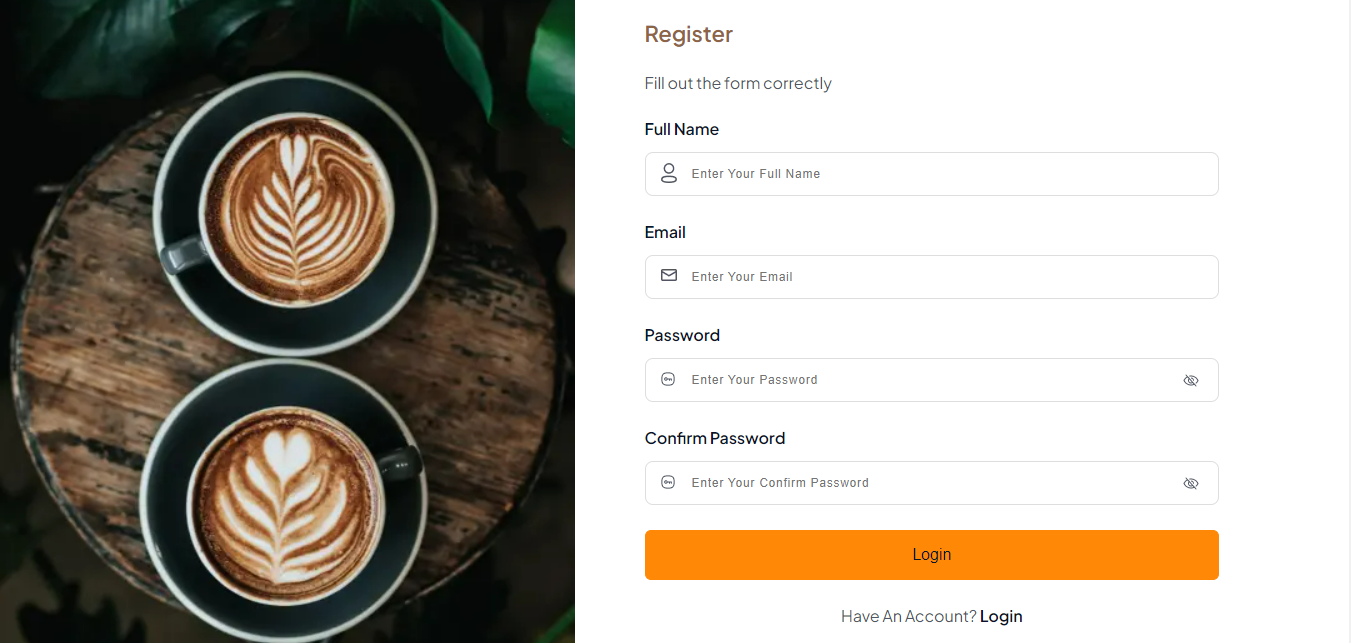 Register
Fill out the form correctly
Full Name
Enter Your Full Name
Email
Enter Your Email
Password
Enter Your Password
Confirm Password
Enter Your Confirm Password
Login
Have An Account? Login